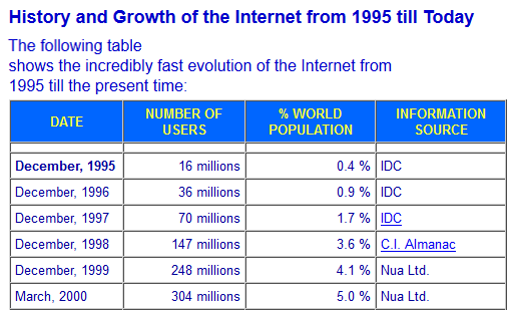 History and Growth of the Internet from 1995 till Today
The following table
shows the incredibly fast evolution of the Internet from
1995 till the present time:
DATE NUMBER OF USERS % WORLD POPULATION INFORMATION SOURCE
December, 1995 16 millions 0.4 % IDC
December, 1996 36 millions 0.9 % IDC
December, 1997 70 millions 1.7 % IDC
December, 1998 147 millions 3.6 % C.I. Almanac
December, 1999 248 millions 4.1 % Nua Ltd.
March, 2000 304 millions 5.0 % Nua Ltd.